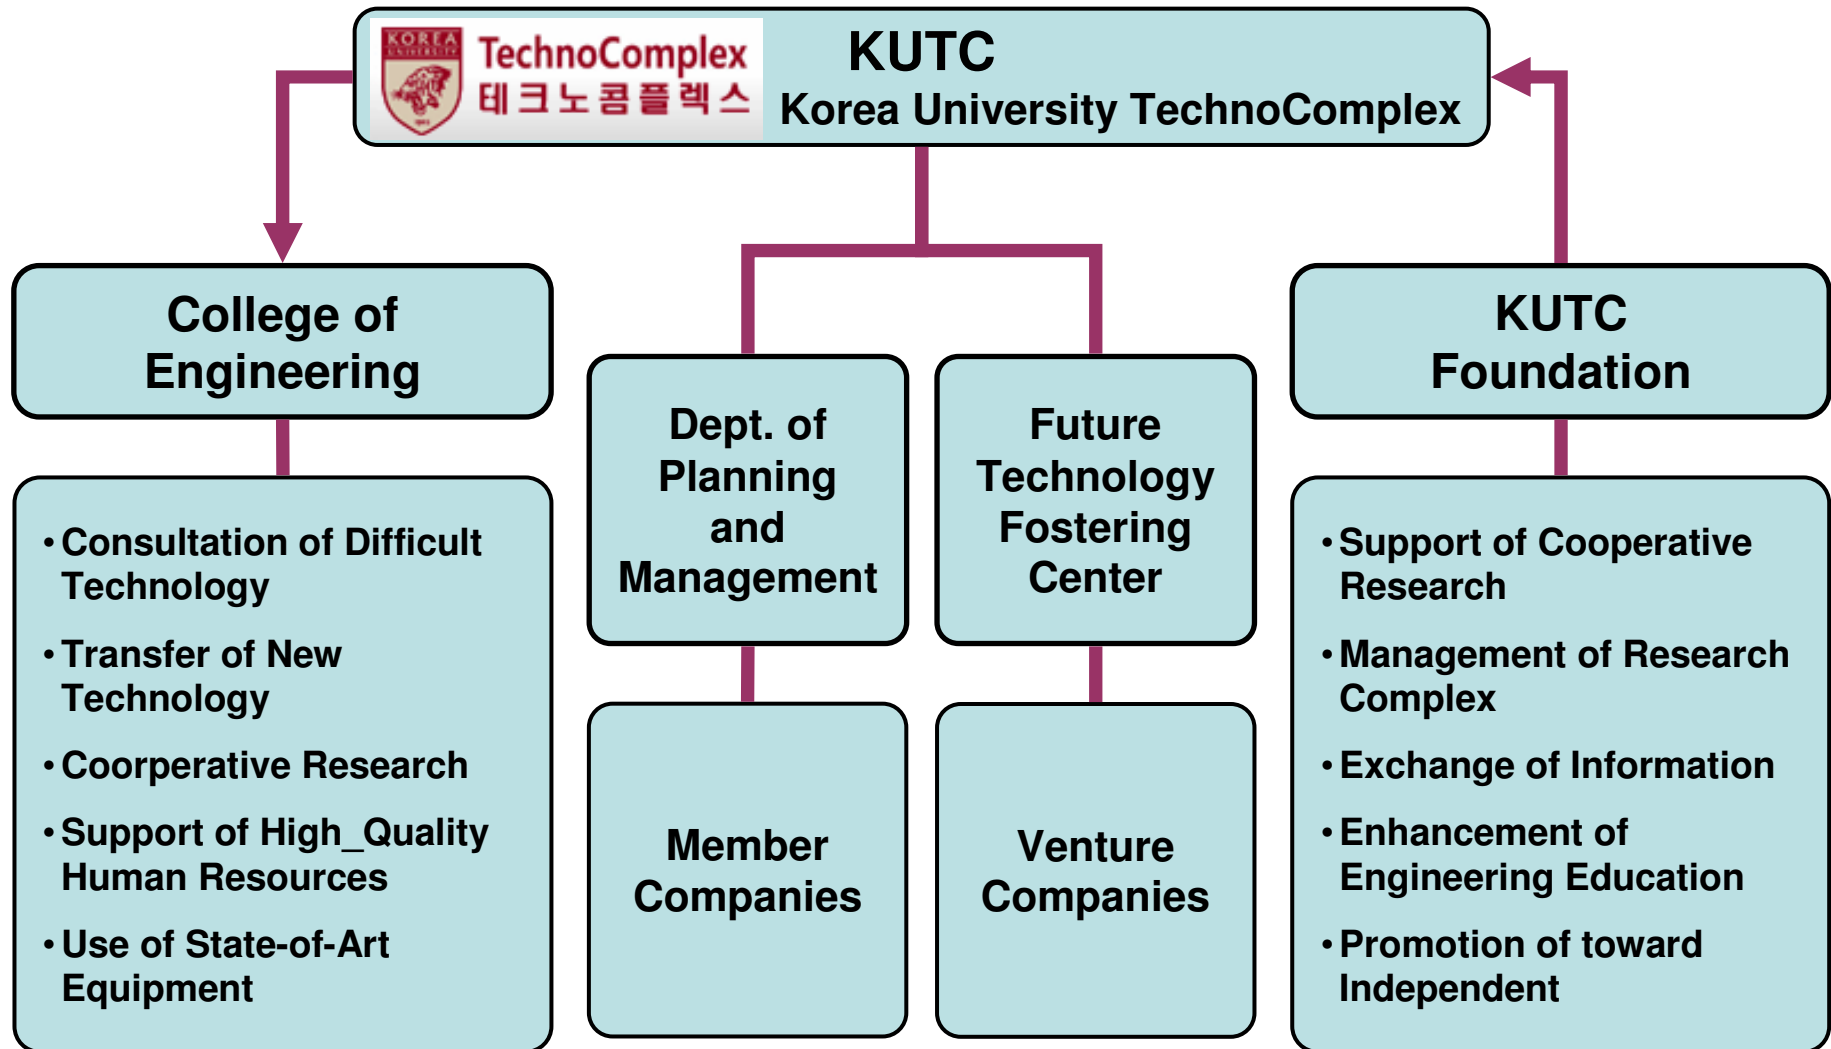 KOREA
UNIVERSITY
TechnoComplex
테크노콤플렉스
KUTC
Korea University TechnoComplex
College of
Engineering
• Consultation of Difficult
Technology
• Transfer of New
Technology
• Coorperative Research
• Support of High_Quality
Human Resources
• Use of State-of-Art
Equipment
Dept. of
Planning
and
Management
Member
Companies
Future
Technology
Fostering
Center
Venture
Companies
KUTC
Foundation
• Support of Cooperative
Research
• Management of Research
Complex
• Exchange of Information
• Enhancement of
Engineering Education
• Promotion of toward
Independent